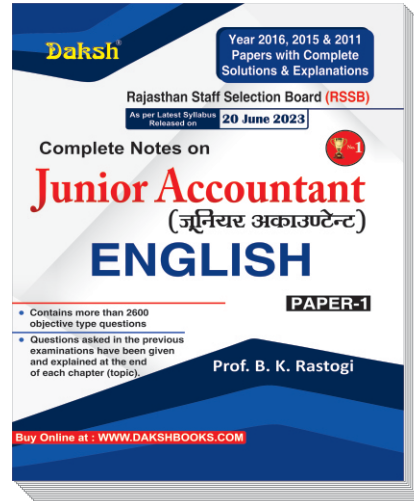 Daksh®
Year 2016, 2015 & 2011
Papers with Complete
Solutions & Explanations
Rajasthan Staff Selection Board (RSSB)
As per Latest Syllabus
Released on
20 June 2023
Complete Notes on
No 1
Junior Accountant
(जूनियर अकाउण्टेन्ट)
ENGLISH
PAPER-1
• Contains more than 2600
objective type questions
• Questions asked in the previous
examinations have been given
and explained at the end
of each chapter (topic).
Prof. B. K. Rastogi
Buy Online at : WWW.DAKSHBOOKS.COM